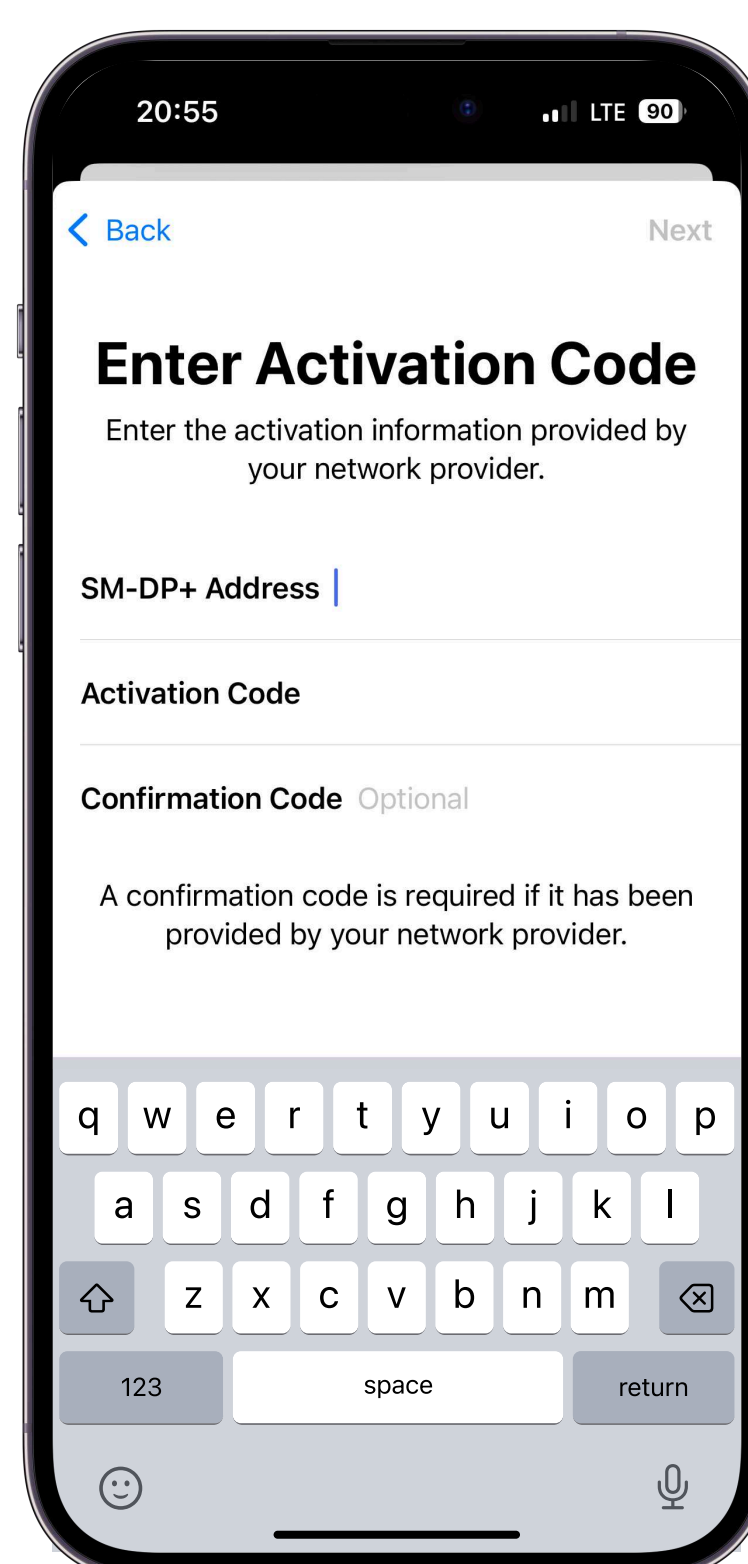 20:55 LTE 90
Back Next
Enter Activation Code
Enter the activation information provided by
your network provider.
SM-DP+ Address
Activation Code
Confirmation Code Optional
A confirmation code is required if it has been
provided by your network provider.
q w e r t y u i o p
a s d f g h j k l
z x c v b n m
123 space return